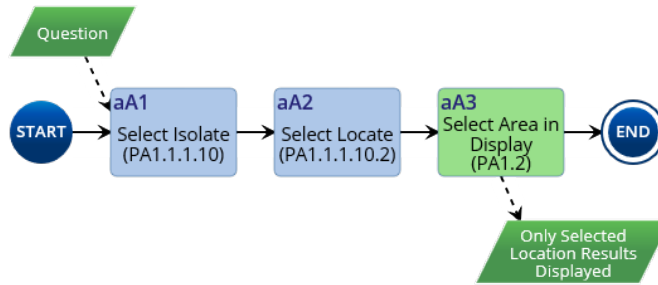 Question
START
aA1
Select Isolate
(PA1.1.1.10)
aA2
Select Locate
(PA1.1.1.10.2)
aA3
Select Area in
Display
(PA1.2)
END
Only Selected
Location Results
Displayed